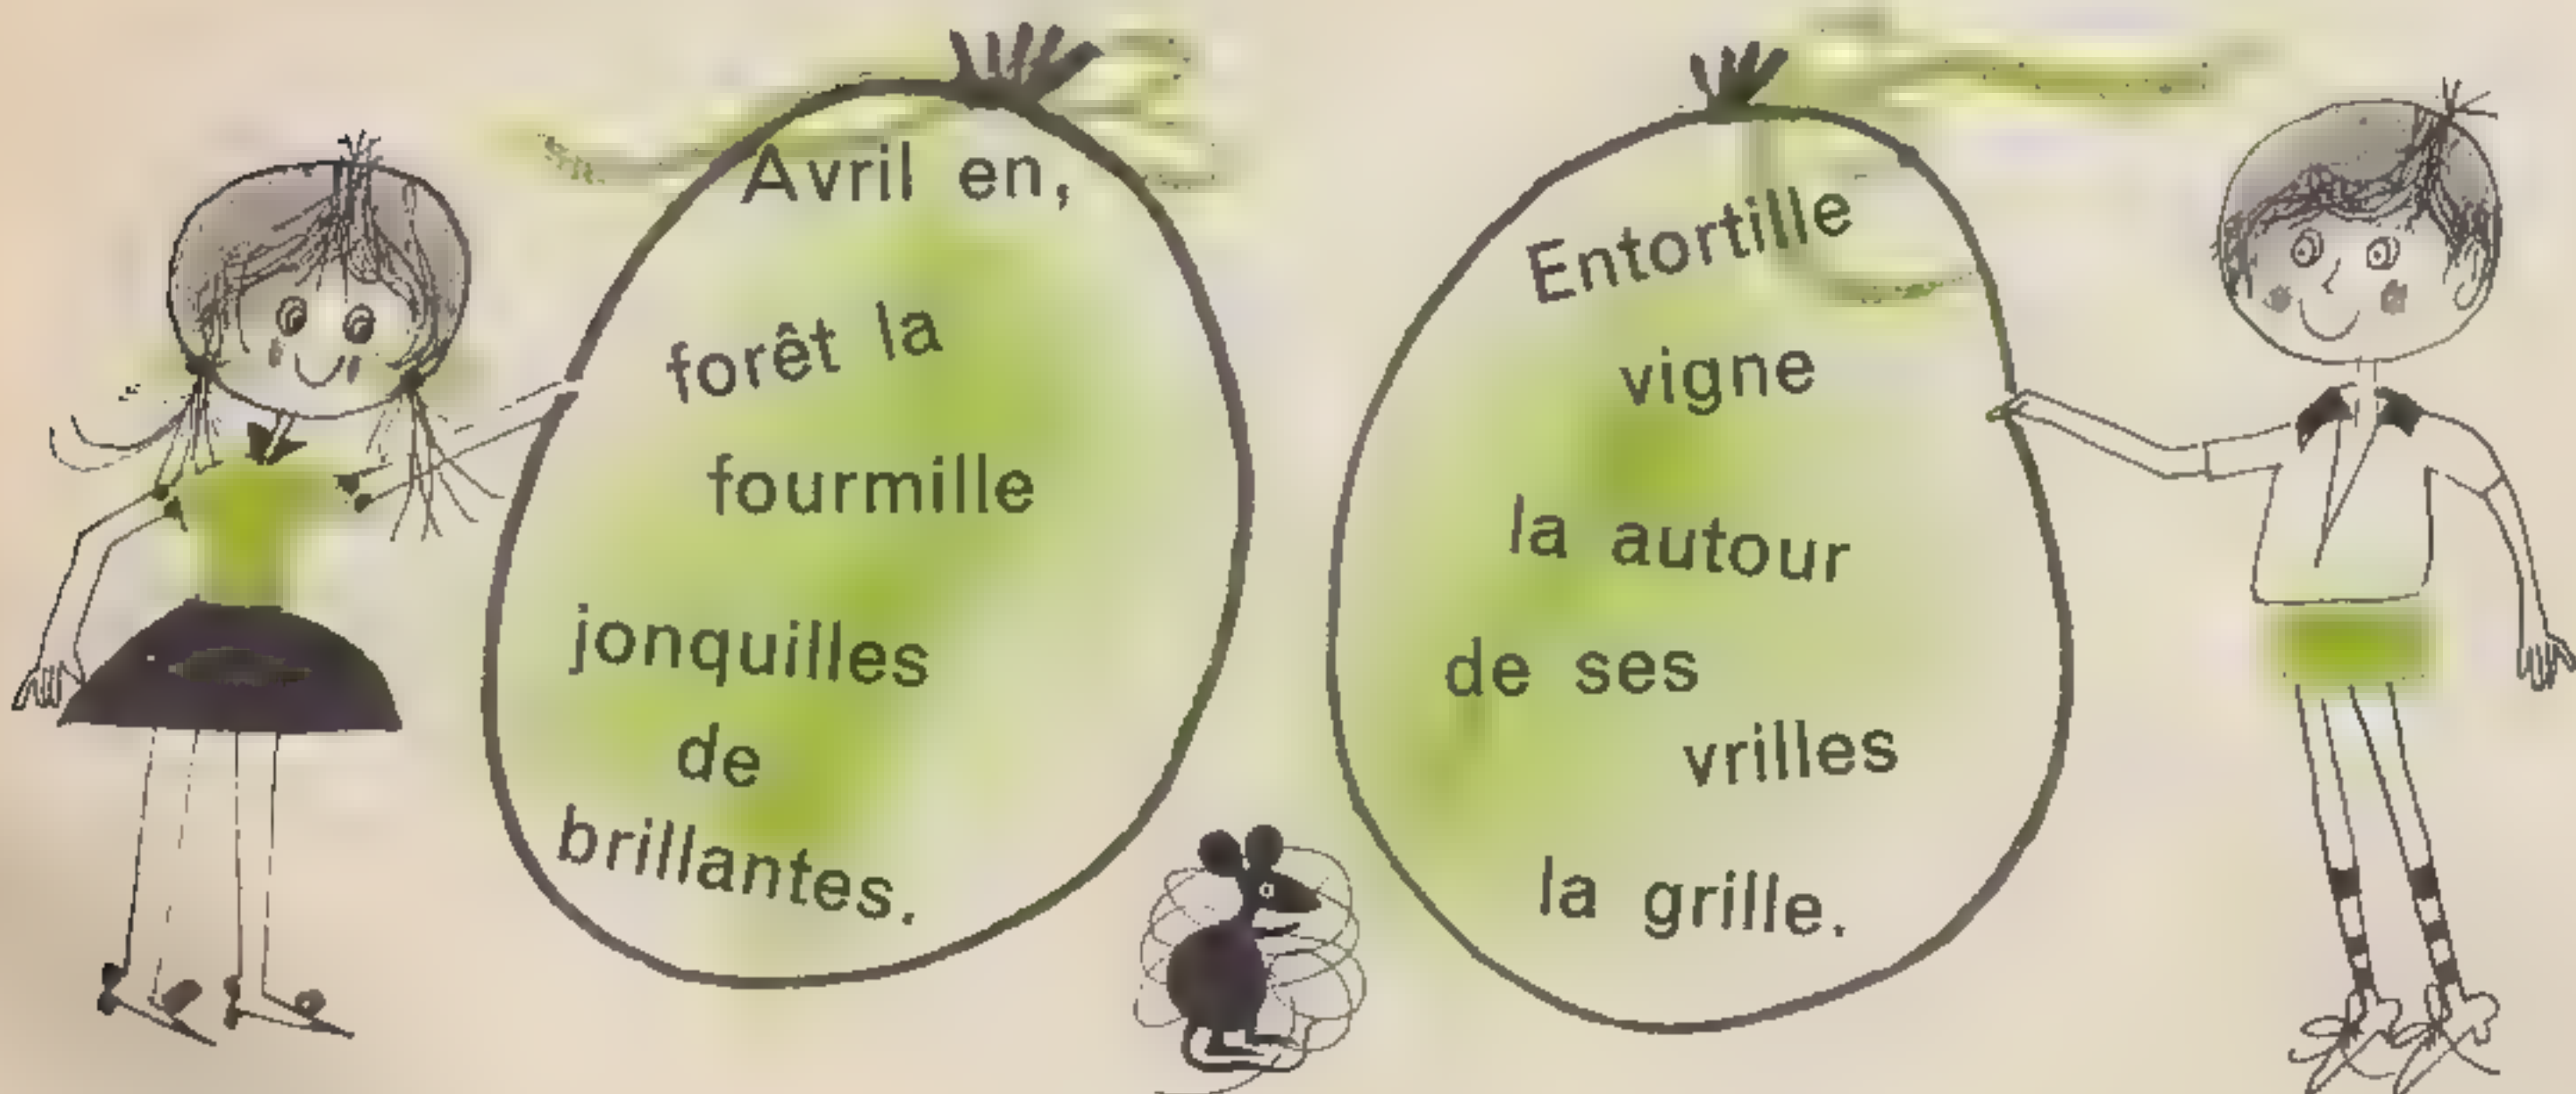 Avril en,
forêt la
fourmille
jonquilles
de
brillantes.
Entortille
vigne
la autour
de ses
vrilles
la grille.